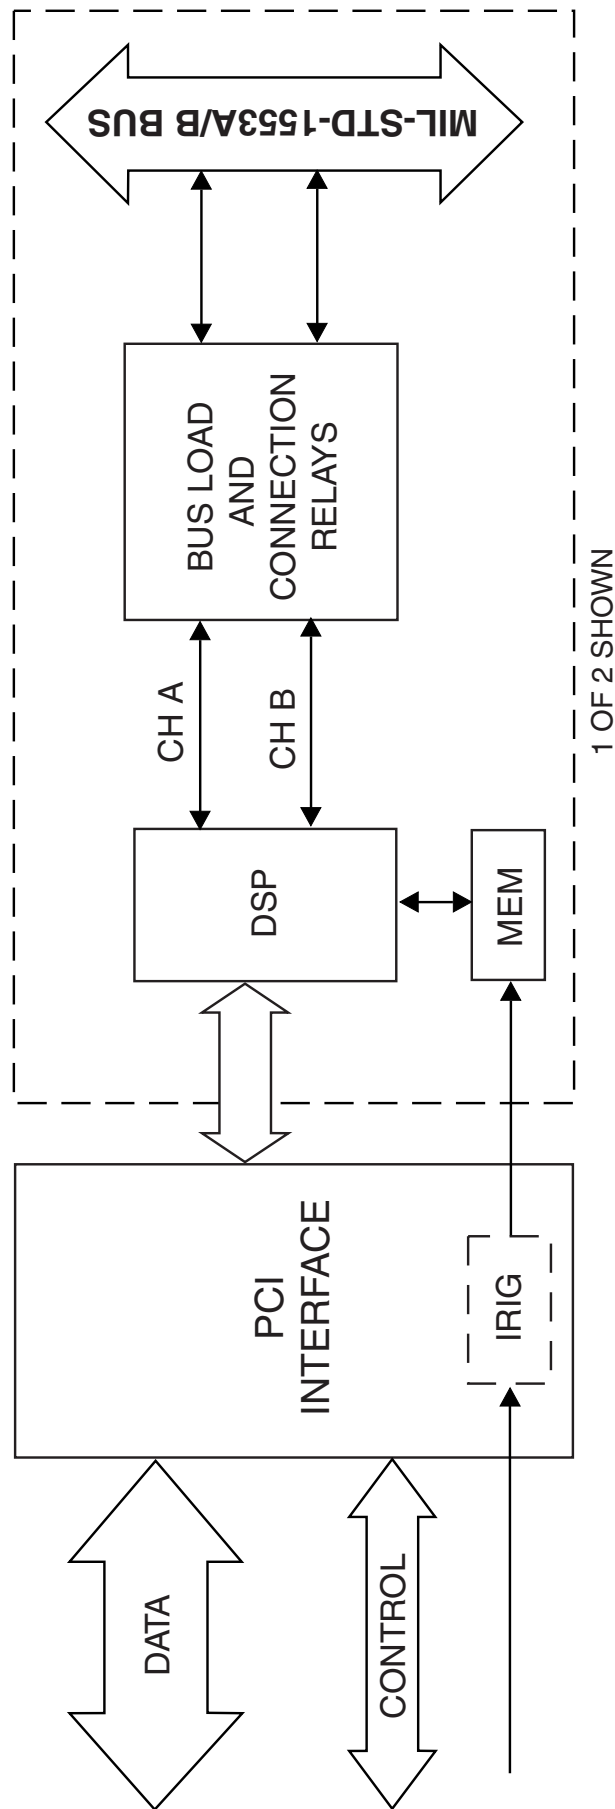 DATA
CONTROL
PCI
INTERFACE
IRIG
DSP
MEM
CH A
CH B
BUS LOAD
AND
CONNECTION
RELAYS
MIL-STD-1553A/B BUS
1 OF 2 SHOWN